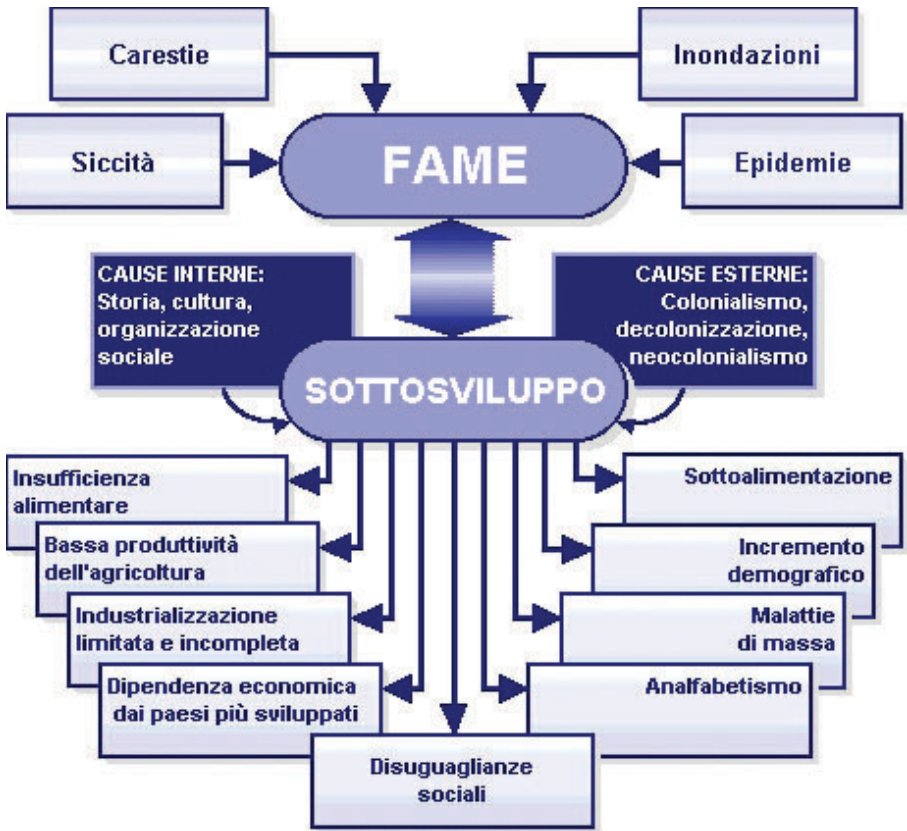 Carestie
Inondazioni
Siccità
FAME
Epidemie
CAUSE INTERNE:
Storia, cultura,
organizzazione
sociale
CAUSE ESTERNE:
Colonialismo,
decolonizzazione,
neocolonialismo
SOTTOSVILUPPO
Insufficienza
alimentare
Bassa produttività
dell'agricoltura
Industrializzazione
limitata e incompleta
Dipendenza economica
dai paesi più sviluppati
Disuguaglianze
sociali
Sottoalimentazione
Incremento
demografico
Malattie
di massa
Analfabetismo